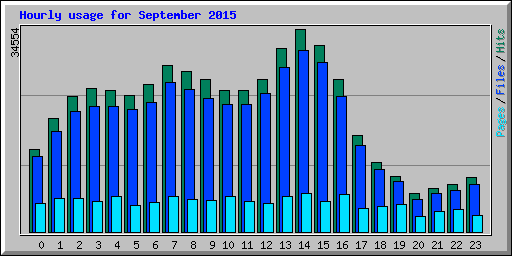 Hourly usage for September 2015
34554
Pages / Files / Hits
0 1 2 3 4 5 6 7 8 9 10 11 12 13 14 15 16 17 18 19 20 21 22 23